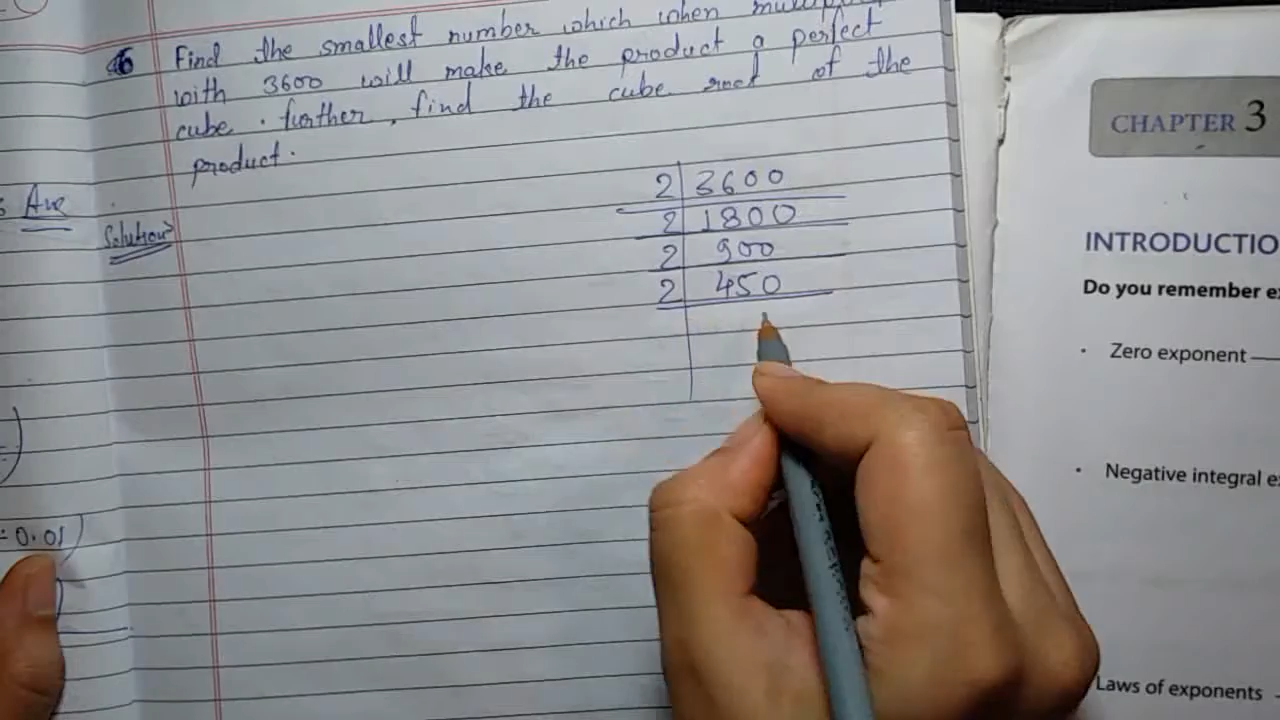 6 Find the smallest number which when
with 3600 will make the product a perfect
cube. further, find the cube root of the
product.
Ans
Solution
2 3600
2 1800
2 900
2 450
= 0.01)
CHAPTER 3
INTRODUCTIO
Do you remember e
· Zero exponent
· Negative integral e
Laws of exponents